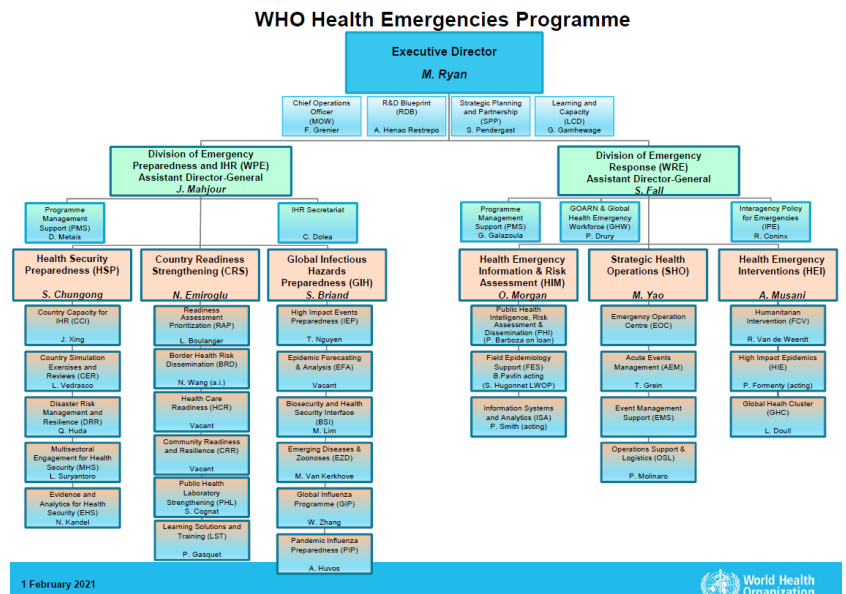 WHO Health Emergencies Programme
Executive Director
M. Ryan
Chief Operations
Officer
(MOW)
F. Grenier
R&D Blueprint
(RDB)
A. Henao Restrepo
Strategic Planning
and Partnership
(SPP)
S. Pendergast
Learning and
Capacity
(LCD)
G. Gamhewage
Division of Emergency
Preparedness and IHR (WPE)
Assistant Director-General
J. Mahjour
Division of Emergency
Response (WRE)
Assistant Director-General
S. Fall
Programme
Management
Support (PMS)
D. Metais
IHR Secretariat
C. Dolea
Programme
Management
Support (PMS)
G. Galazoula
GOARN & Global
Health Emergency
Workforce (GHW)
P. Drury
Interagency Policy
for Emergencies
(IPE)
R. Coninx
Health Security
Preparedness (HSP)
S. Chungong
Country Readiness
Strengthening (CRS)
N. Emiroglu
Global Infectious
Hazards
Preparedness (GIH)
S. Briand
Health Emergency
Information & Risk
Assessment (HIM)
O. Morgan
Strategic Health
Operations (SHO)
M. Yao
Health Emergency
Interventions (HEI)
A. Musani
Country Capacity for
IHR (CCI)
J. Xing
Country Simulation
Exercises and
Reviews (CER)
L. Vedrasco
Disaster Risk
Management and
Resilience (DRR)
Q. Huda
Multisectoral
Engagement for Health
Security (MHS)
L. Suryantoro
Evidence and
Analytics for Health
Security (EHS)
N. Kandel
Readiness
Assessment
Prioritization (RAP)
L. Boulanger
Border Health Risk
Dissemination (BRD)
N. Wang (a.i.)
Health Care
Readiness (HCR)
Vacant
Community Readiness
and Resilience (CRR)
Vacant
Public Health
Laboratory
Strengthening (PHL)
S. Cognat
Learning Solutions and
Training (LST)
P. Gasquet
High Impact Events
Preparedness (IEP)
T. Nguyen
Epidemic Forecasting
& Analysis (EFA)
Vacant
Biosecurity and Health
Security Interface
(BSI)
M. Lim
Emerging Diseases &
Zoonoses (EZD)
M. Van Kerkhove
Global Influenza
Programme (GIP)
W. Zhang
Pandemic Influenza
Preparedness (PIP)
A. Huvos
Public Health
Intelligence, Risk
Assessment &
Dissemination (PHI)
(P. Barboza on loan)
Field Epidemiology
Support (FES)
B.Pavlin acting
(S. Hugonnet LWOP)
Information Systems
and Analytics (ISA)
P. Smith (acting)
Emergency Operation
Centre (EOC)
Acute Events
Management (AEM)
T. Grein
Event Management
Support (EMS)
Operations Support &
Logistics (OSL)
P. Molinaro
Humanitarian
Intervention (FCV)
R. Van de Weerdt
High Impact Epidemics
(HIE)
P. Formenty (acting)
Global Healh Cluster
(GHC)
L. Doull
1 February 2021
World Health
Organization